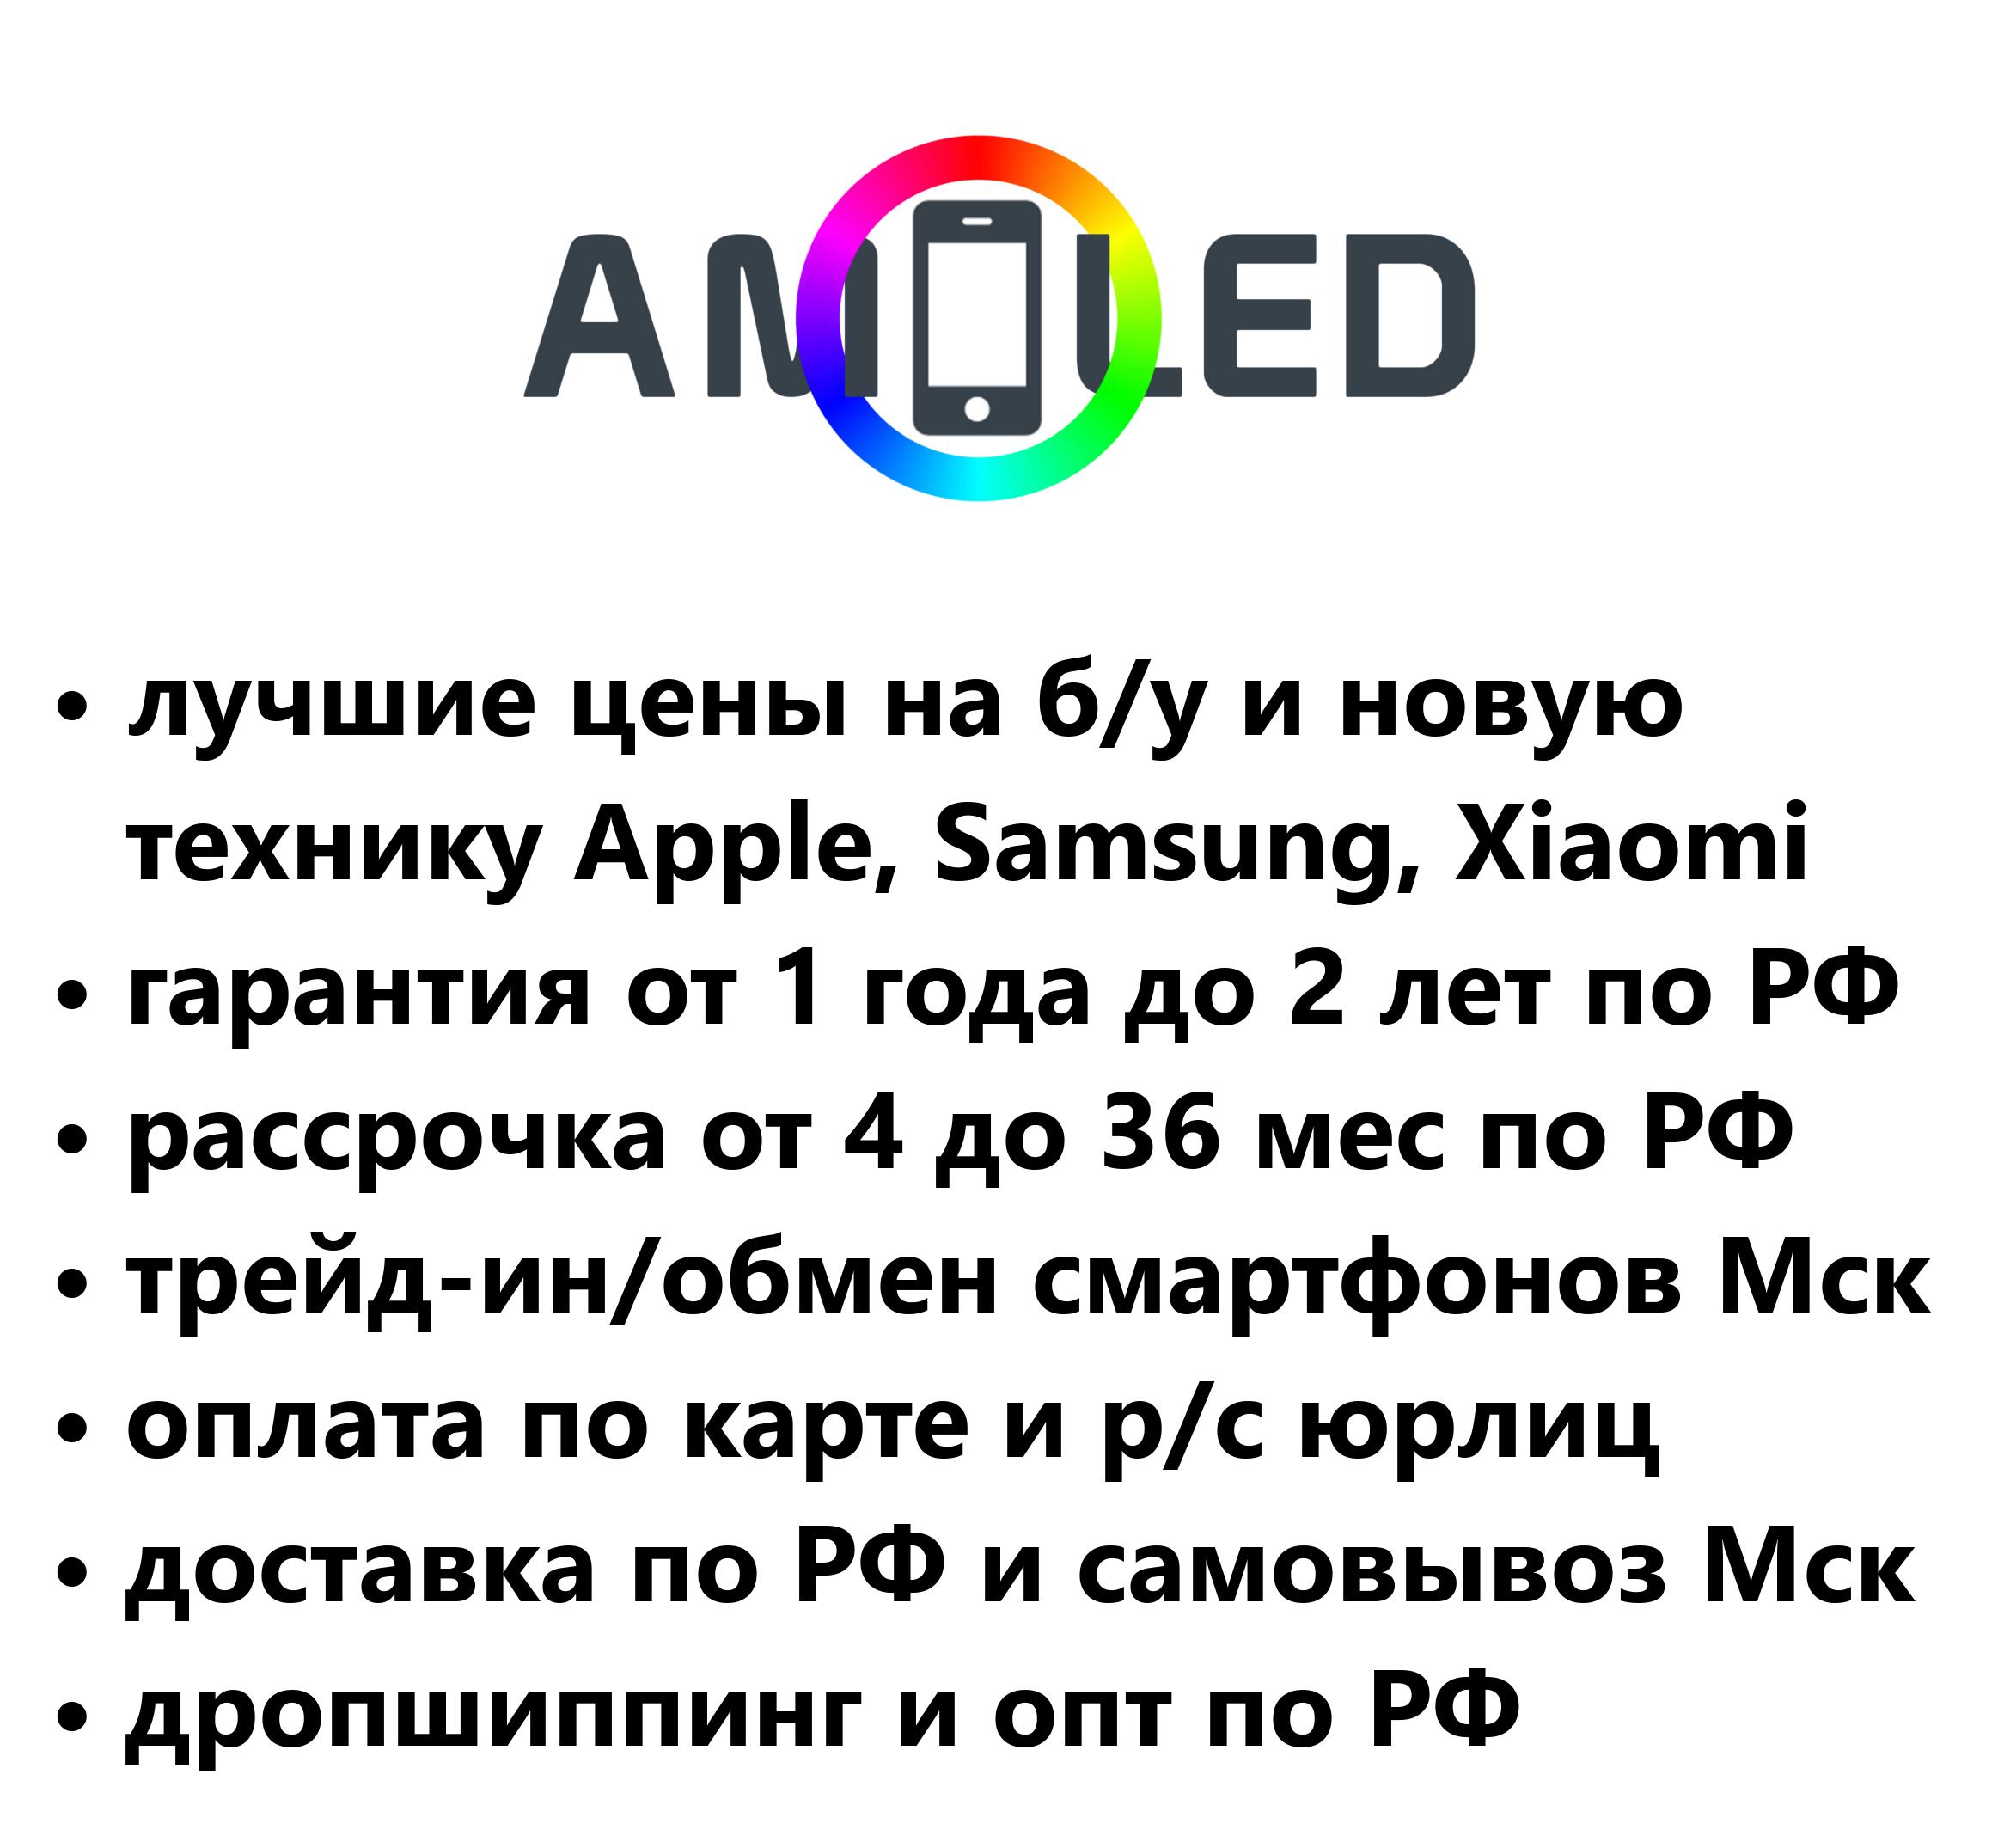 AMOLED
• лучшие цены на б/у и новую
технику Apple, Samsung, Xiaomi
• гарантия от 1 года до 2 лет по РФ
• рассрочка от 4 до 36 мес по РФ
• трейд-ин/обмен смартфонов Мск
• оплата по карте и р/с юрлиц
• доставка по РФ и самовывоз Мск
• дропшиппинг и опт по РФ